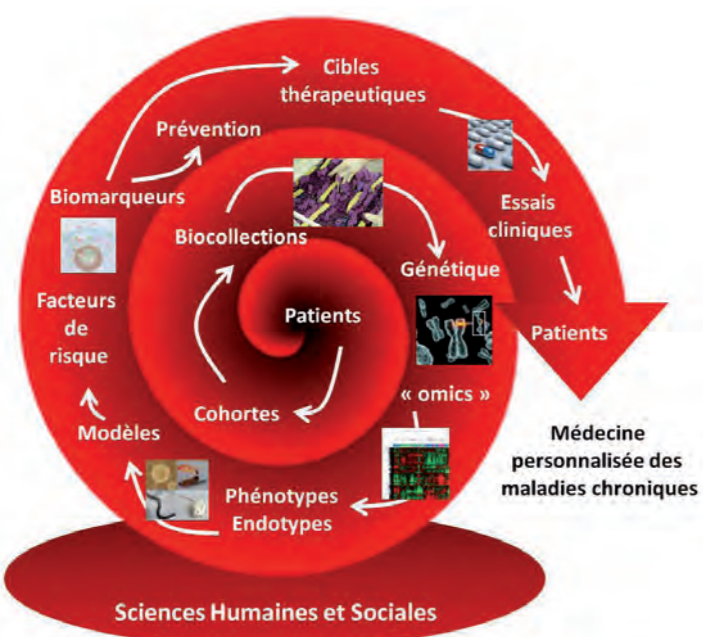 Cibles
thérapeutiques
Prévention
Biomarqueurs
Essais
cliniques
Biocollections
Génétique
Facteurs
de
risque
Patients
Patients
« omics »
Cohortes
Modèles
Médecine
personnalisée des
maladies chroniques
Phénotypes
Endotypes
Sciences Humaines et Sociales